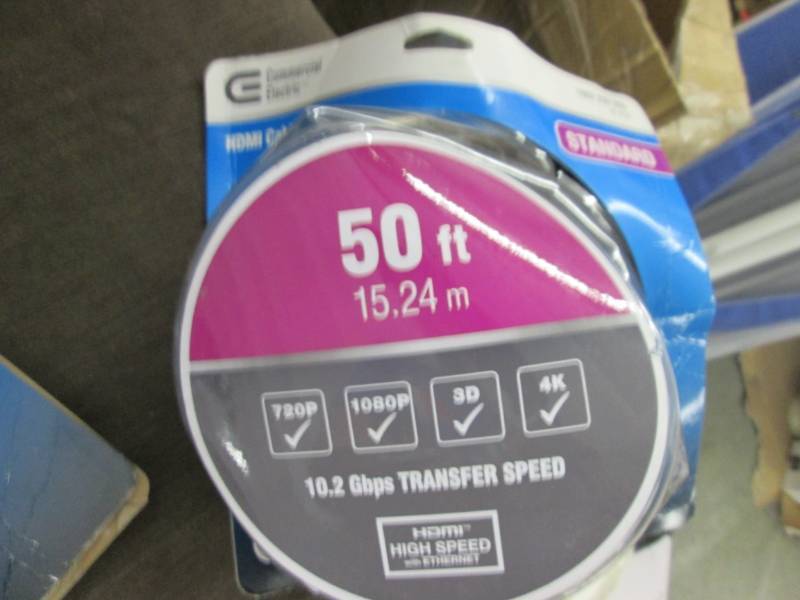 Commercial
Electric
HDMI
STANDARD
50 ft
15.24 m
720P
1080P
3D
4K
10.2 Gbps TRANSFER SPEED
HDMI™
HIGH SPEED
with ETHERNET